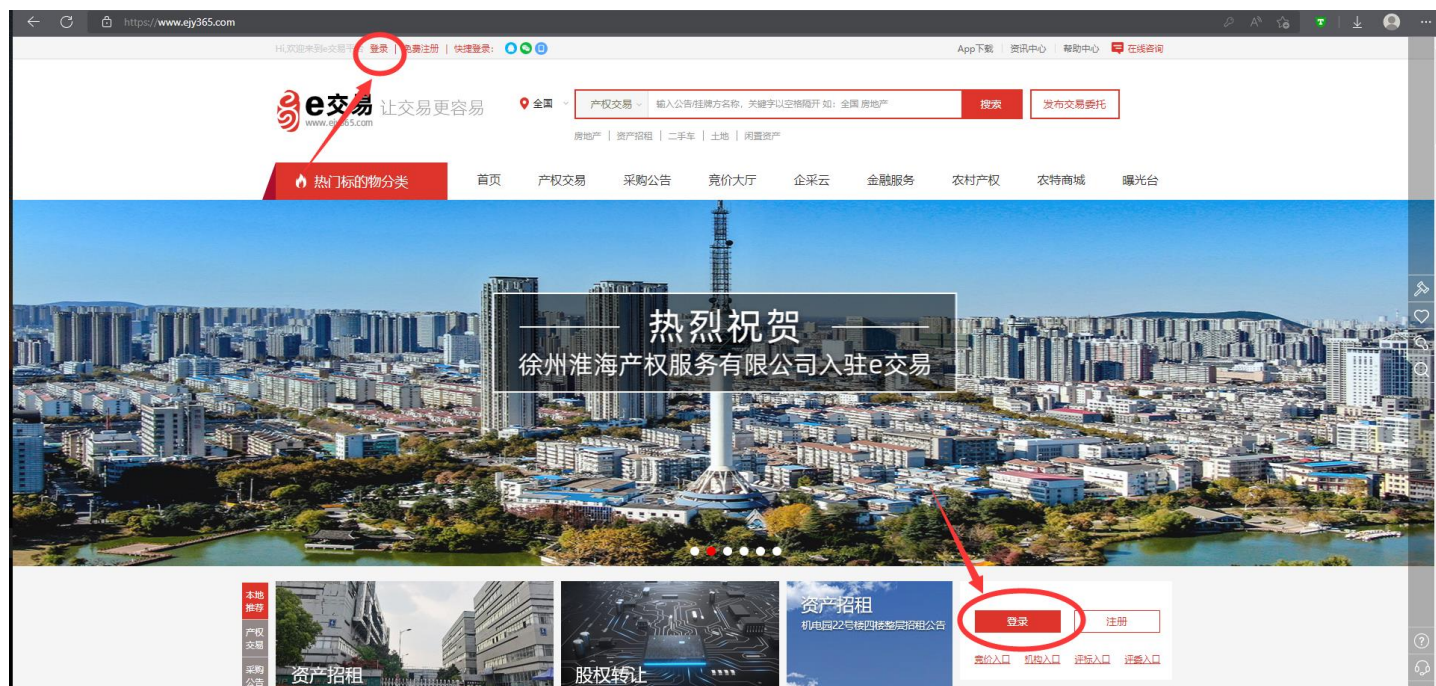 https://www.ejy365.com
Hi,欢迎来到e交易平 登录 | 免费注册 | 快捷登录:
App下载 资讯中心 帮助中心 在线咨询
e交易 让交易更容易
www.ejy365.com
全国 产权交易 输入公告/挂牌方名称、关键字以空格隔开 如: 全国 房地产 搜索 发布交易委托
房地产 | 资产招租 | 二手车 | 土地 | 闲置资产
热门标的物分类 首页 产权交易 采购公告 竞价大厅 企采云 金融服务 农村产权 农特商城 曝光台
热烈祝贺
徐州淮海产权服务有限公司入驻e交易
本地
推荐
产权
交易
采购
公告
资产招租
股权转让
资产招租
机电园22号楼四楼整层招租公告
登录 注册
竞价入口 机构入口 评标入口 评委入口